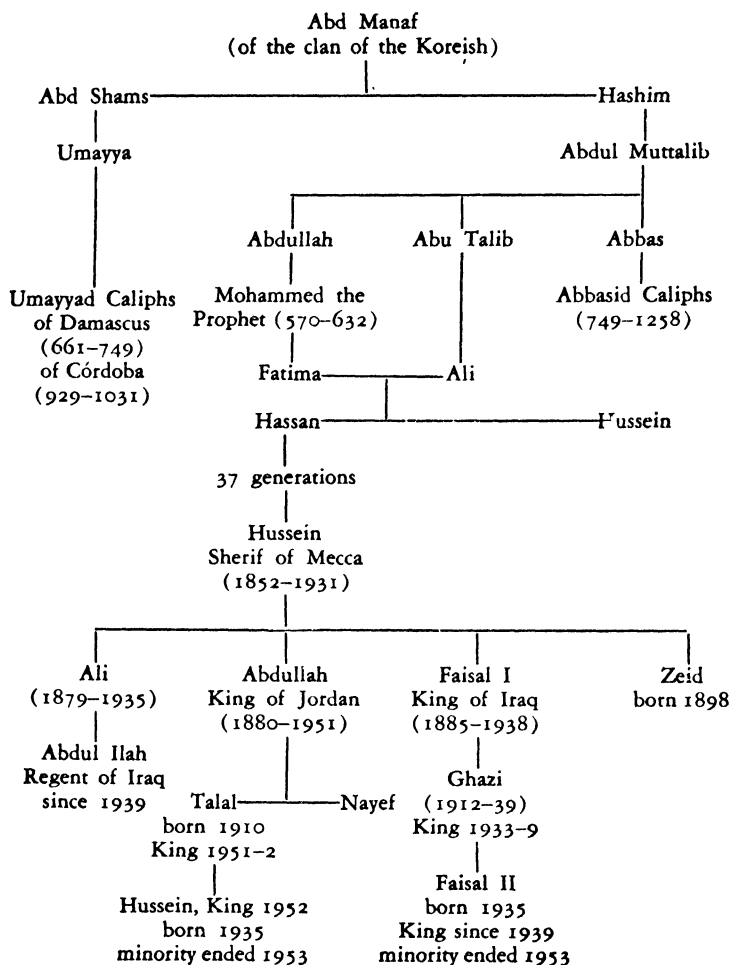 Abd Manaf
(of the clan of the Koreish)
Abd Shams
Hashim
Umayya
Abdul Muttalib
Abdullah
Abu Talib
Abbas
Umayyad Caliphs
of Damascus
(661–749)
of Córdoba
(929–1031)
Mohammed the
Prophet (570–632)
Abbasid Caliphs
(749–1258)
Fatima
Ali
Hassan
Hussein
37 generations
Hussein
Sherif of Mecca
(1852–1931)
Ali
(1879–1935)
Abdullah
King of Jordan
(1880–1951)
Faisal I
King of Iraq
(1885–1938)
Zeid
born 1898
Abdul Ilah
Regent of Iraq
since 1939
Talal
born 1910
King 1951–2
Nayef
Ghazi
(1912–39)
King 1933–9
Hussein, King 1952
born 1935
minority ended 1953
Faisal II
born 1935
King since 1939
minority ended 1953